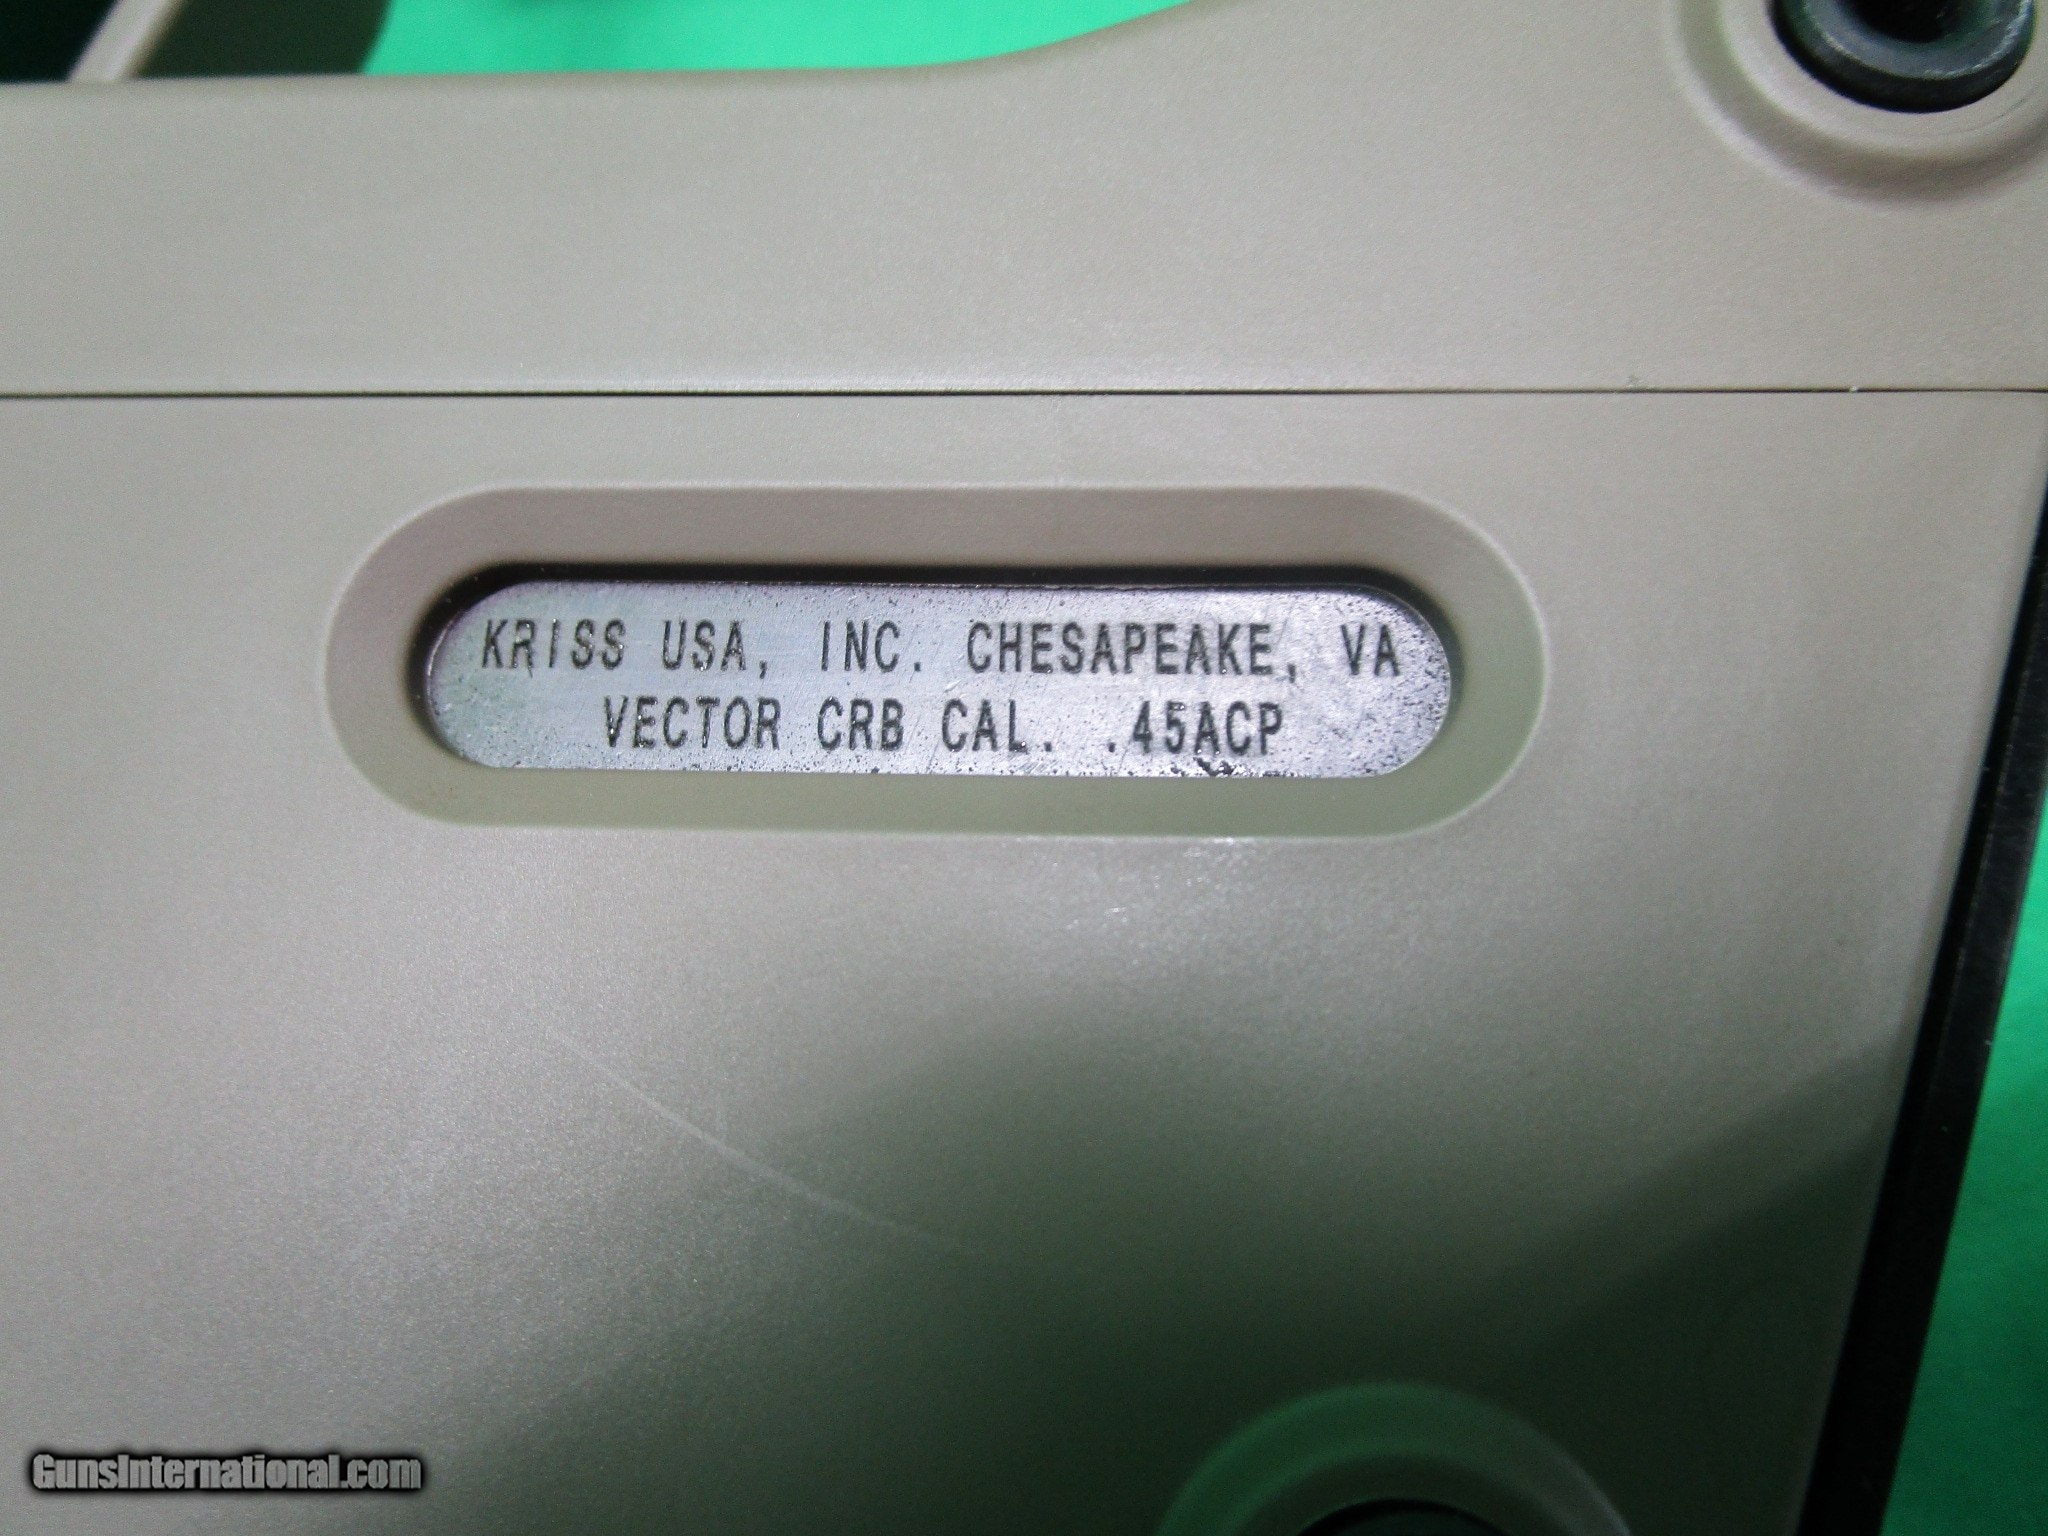 KRISS USA, INC. CHESAPEAKE, VA
VECTOR CRB CAL. .45ACP
GunsInternational.com